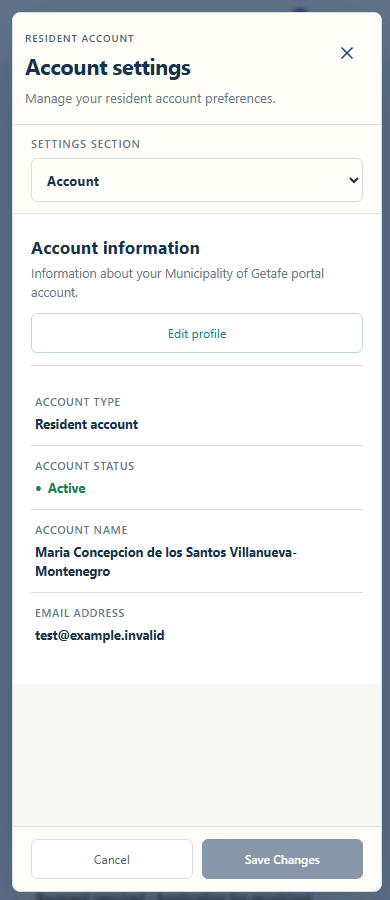 RESIDENT ACCOUNT
Account settings
Manage your resident account preferences.
SETTINGS SECTION
Account
Account information
Information about your Municipality of Getafe portal
account.
Edit profile
ACCOUNT TYPE
Resident account
ACCOUNT STATUS
• Active
ACCOUNT NAME
Maria Concepcion de los Santos Villanueva-
Montenegro
EMAIL ADDRESS
test@example.invalid
Cancel
Save Changes